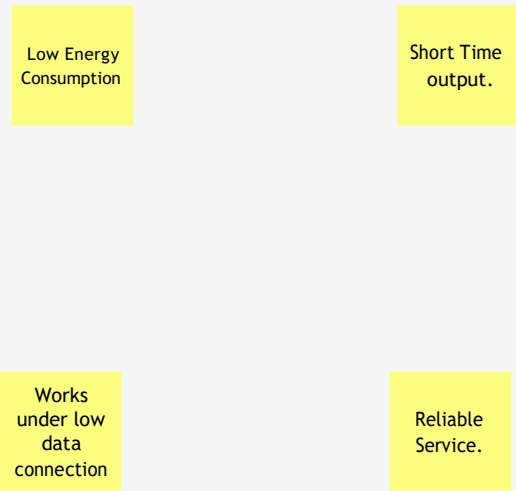 Low Energy
Consumption
Short Time
output.
Works
under low
data
connection
Reliable
Service.